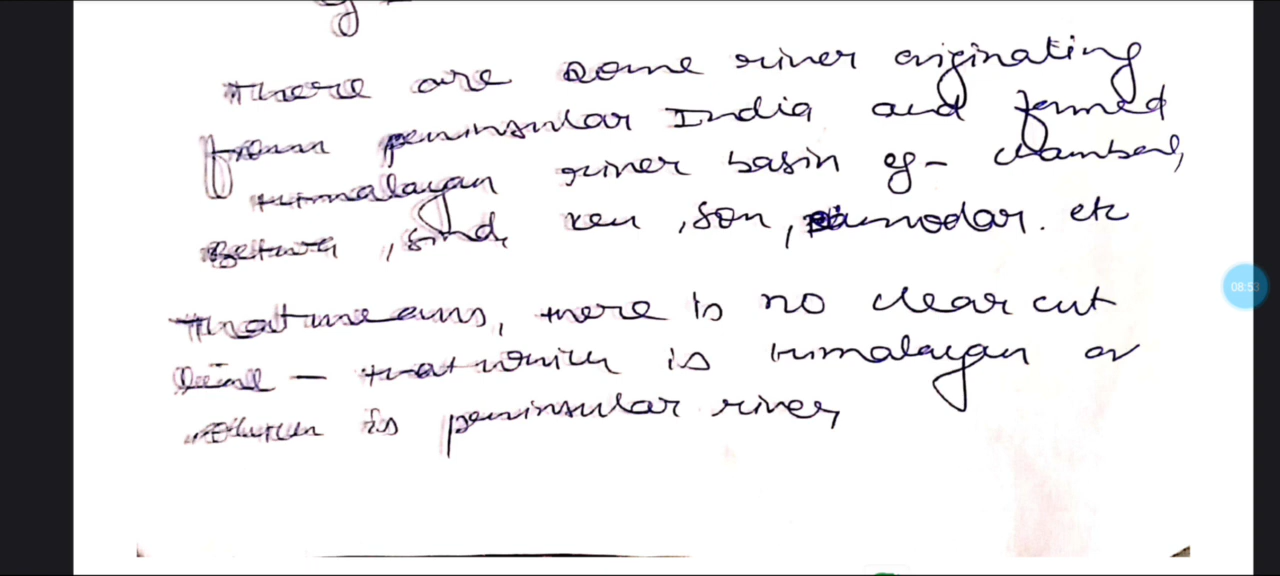 There are some river originating
from peninsular India and formed
Himalayan river basin eg - chambal,
Betwa, sind, ken, son, Damodar. etc
That means, there is no clear cut
line - that which is Himalayan or
which is peninsular river,
08:53